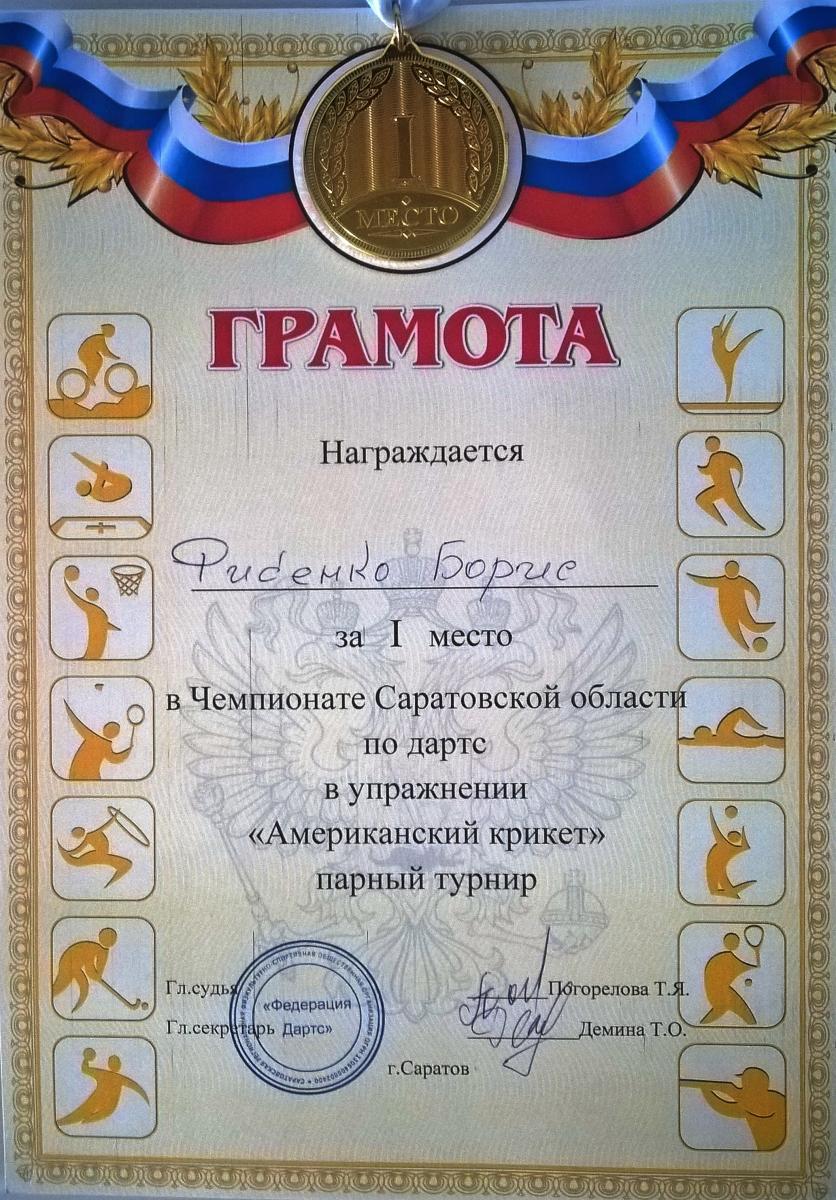 I
МЕСТО
ГРАМОТА
Награждается
Фисенко Борис
за I место
в Чемпионате Саратовской области
по дартс
в упражнении
«Американский крикет»
парный турнир
Гл.судья Погорелова Т.Я.
Гл.секретарь Демина Т.О.
«Федерация
Дартс»
г.Саратов